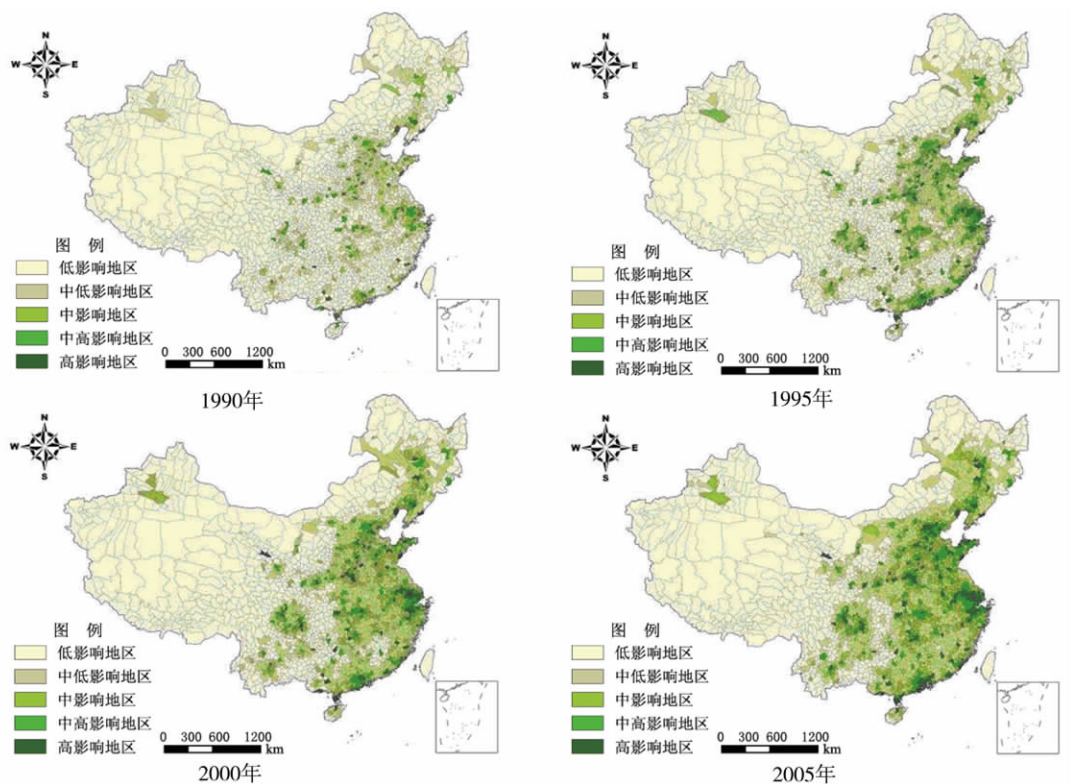 N
W E
S
图 例
低影响地区
中低影响地区
中影响地区
中高影响地区
高影响地区
0 300 600 1200
km
1990年
N
W E
S
图 例
低影响地区
中低影响地区
中影响地区
中高影响地区
高影响地区
0 300 600 1200
km
1995年
N
W E
S
图 例
低影响地区
中低影响地区
中影响地区
中高影响地区
高影响地区
0 300 600 1200
km
2000年
N
W E
S
图 例
低影响地区
中低影响地区
中影响地区
中高影响地区
高影响地区
0 300 600 1200
km
2005年